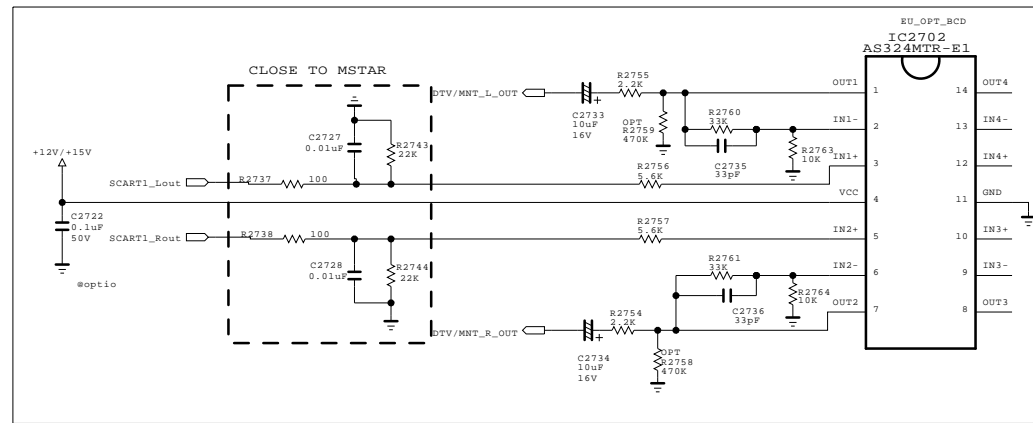 EU_OPT_BCD
IC2702
AS324MTR-E1
CLOSE TO MSTAR
DTV/MNT_L_OUT
C2733
10uF
16V
+
R2755
2.2K
OPT
R2759
470K
R2760
33K
C2735
33pF
R2763
10K
OUT1
1
14
OUT4
IN1-
2
13
IN4-
IN1+
3
12
IN4+
VCC
4
11
GND
IN2+
5
10
IN3+
IN2-
6
9
IN3-
OUT2
7
8
OUT3
+12V/+15V
C2727
0.01uF
R2743
22K
SCART1_Lout
R2737
100
R2756
5.6K
C2722
0.1uF
50V
@optio
SCART1_Rout
R2738
100
R2757
5.6K
C2728
0.01uF
R2744
22K
R2761
33K
C2736
33pF
R2764
10K
DTV/MNT_R_OUT
C2734
10uF
16V
+
R2754
2.2K
OPT
R2758
470K